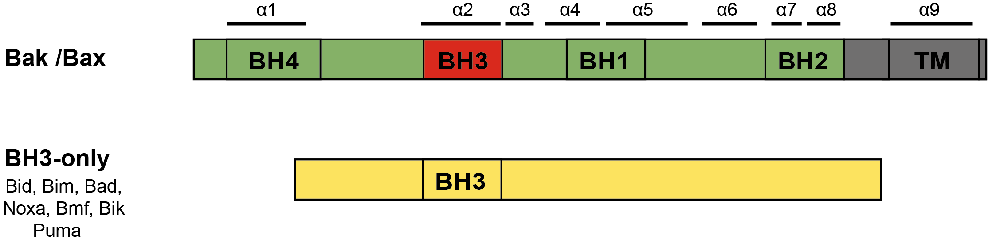 α1 α2 α3 α4 α5 α6 α7 α8 α9
Bak /Bax BH4 BH3 BH1 BH2 TM
BH3-only
BH3
Bid, Bim, Bad,
Noxa, Bmf, Bik
Puma